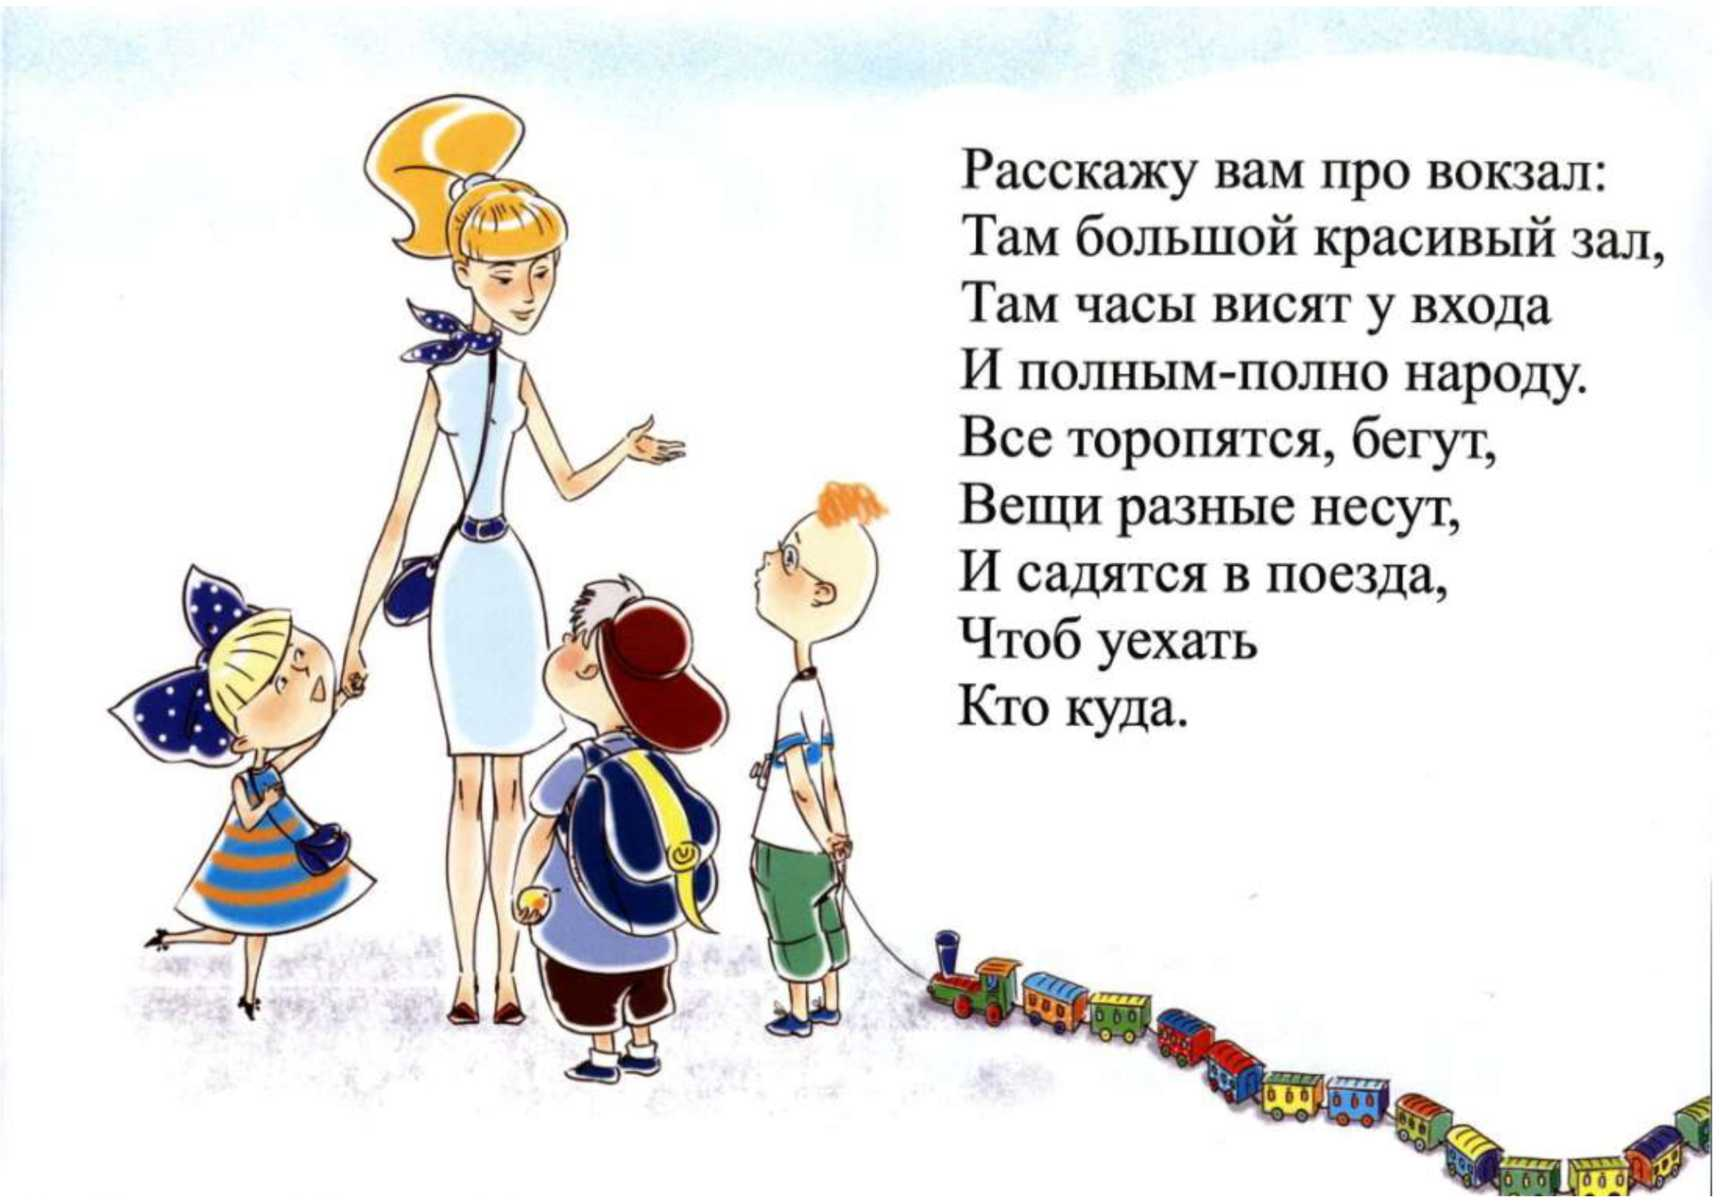 Расскажу вам про вокзал:
Там большой красивый зал,
Там часы висят у входа
И полным-полно народу.
Все торопятся, бегут,
Вещи разные несут,
И садятся в поезда,
Чтоб уехать
Кто куда.